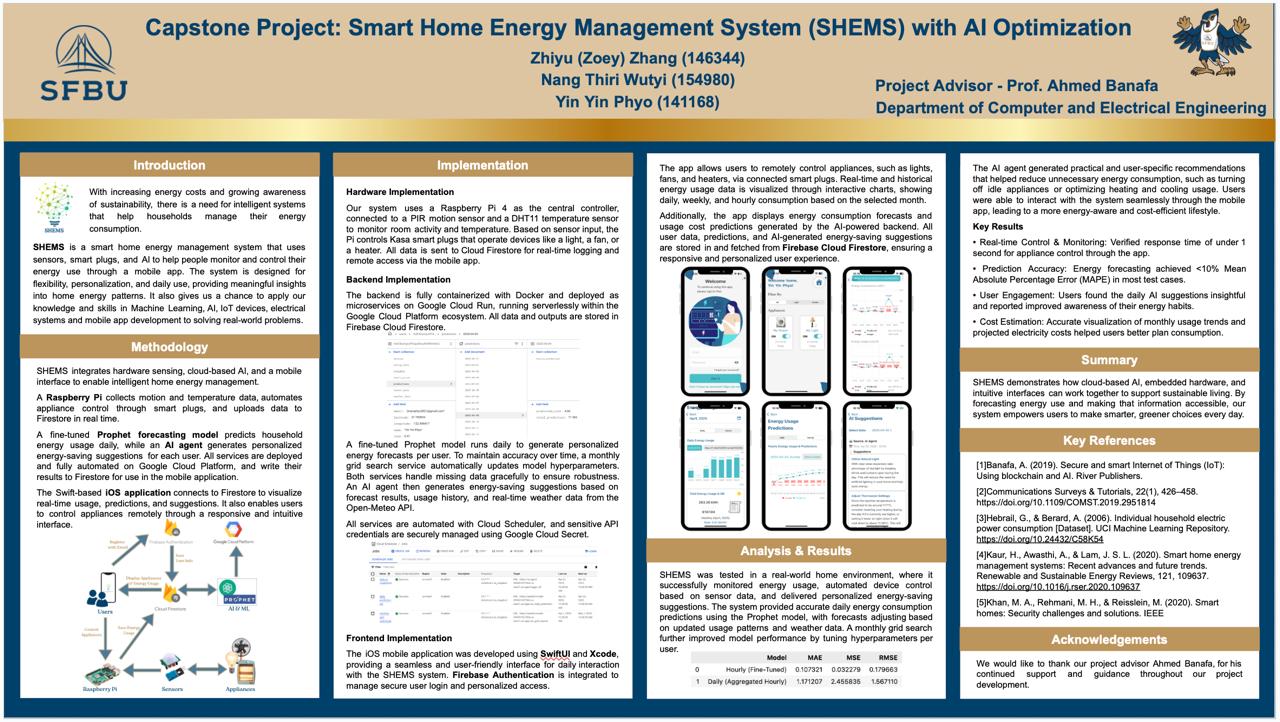 Capstone Project: Smart Home Energy Management System (SHEMS) with AI Optimization
Zhiyu (Zoey) Zhang (146344)
Nang Thiri Wutyi (154980)
Yin Yin Phyo (141168)
SFBU
Project Advisor - Prof. Ahmed Banafa
Department of Computer and Electrical Engineering
Introduction
SHEMS
With increasing energy costs and growing awareness
of sustainability, there is a need for intelligent systems
that help households manage their energy
consumption.
SHEMS is a smart home energy management system that uses
sensors, smart plugs, and AI to help people monitor and control their
energy use through a mobile app. The system is designed for
flexibility, personalization, and daily use, providing meaningful insights
into home energy patterns. It also gives us a chance to apply our
knowledge and skills in Machine Learning, AI, IoT devices, electrical
systems and mobile app development to solving real-world problems.
Methodology
SHEMS integrates hardware sensing, cloud-based AI, and a mobile
interface to enable intelligent home energy management.
A Raspberry Pi collects motion and temperature data, automates
appliance control through smart plugs, and uploads data to
Firestore in real time.
A fine-tuned Prophet forecasting model predicts household
energy usage daily, while an AI agent generates personalized
energy-saving suggestions for each user. All services are deployed
and fully automated on Google Cloud Platform, and write their
results to Firestore for use in the mobile application.
The Swift-based iOS application connects to Firestore to visualize
real-time usage, predictions, and suggestions. It also enables users
to control appliances remotely through a responsive and intuitive
interface.
Firebase Authentication
Google Cloud Platform
Users
Cloud Firestore
PROPHET
AI & ML
Raspberry Pi
Sensors
Appliances
Implementation
Hardware Implementation
Our system uses a Raspberry Pi 4 as the central controller,
connected to a PIR motion sensor and a DHT11 temperature sensor
to monitor room activity and temperature. Based on sensor input, the
Pi controls Kasa smart plugs that operate devices like a light, a fan, or
a heater. All data is sent to Cloud Firestore for real-time logging and
remote access via the mobile app.
Backend Implementation
The backend is fully containerized with Docker and deployed as
microservices on Google Cloud Run, running serverlessly within the
Google Cloud Platform ecosystem. All data and outputs are stored in
Firebase Cloud Firestore.
A fine-tuned Prophet model runs daily to generate personalized
energy forecasts per user. To maintain accuracy over time, a monthly
grid search service automatically updates model hyperparameters.
Both services handle missing data gracefully to ensure robustness.
An AI agent then generates energy-saving suggestions based on
forecast results, usage history, and real-time weather data from the
Open-Meteo API.
All services are automated with Cloud Scheduler, and sensitive API
credentials are securely managed using Google Cloud Secret.
Frontend Implementation
The iOS mobile application was developed using SwiftUI and Xcode,
providing a seamless and user-friendly interface for daily interaction
with the SHEMS system. Firebase Authentication is integrated to
manage secure user login and personalized access.
The app allows users to remotely control appliances, such as lights,
fans, and heaters, via connected smart plugs. Real-time and historical
energy usage data is visualized through interactive charts, showing
daily, weekly, and hourly consumption based on the selected month.
Additionally, the app displays energy consumption forecasts and
usage cost predictions generated by the AI-powered backend. All
user data, predictions, and AI-generated energy-saving suggestions
are stored in and fetched from Firebase Cloud Firestore, ensuring a
responsive and personalized user experience.
Welcome
Welcome,
Yin Yin Phyo!
Energy Usage
Predictions
AI Suggestions
Analysis & Results
SHEMS was tested in a real-world home environment, where it
successfully monitored energy usage, automated device control
based on sensor data, and delivered personalized energy-saving
suggestions. The system provided accurate daily energy consumption
predictions using the Prophet model, with forecasts adjusting based
on updated usage patterns and weather data. A monthly grid search
further improved model performance by tuning hyperparameters per
user.
Model MAE MSE RMSE
0 Hourly (Fine-Tuned) 0.107321 0.032279 0.179663
1 Daily (Aggregated Hourly) 1.171207 2.455835 1.567110
The AI agent generated practical and user-specific recommendations
that helped reduce unnecessary energy consumption, such as turning
off idle appliances or optimizing heating and cooling usage. Users
were able to interact with the system seamlessly through the mobile
app, leading to a more energy-aware and cost-efficient lifestyle.
Key Results
• Real-Time Control & Monitoring: Verified response time of under 1
second for appliance control through the app.
• Prediction Accuracy: Energy forecasting achieved <10% Mean
Absolute Percentage Error (MAPE) in most test cases.
• User Engagement: Users found the daily AI suggestions insightful
and reported improved awareness of their energy habits.
• Cost Estimation: Accurate visualization of monthly usage trends and
projected electricity costs helped users better plan consumption.
Summary
SHEMS demonstrates how cloud-based AI, embedded hardware, and
intuitive interfaces can work together to support sustainable living. By
forecasting energy use and making that information accessible, our
system empowers users to make smarter, greener choices every day.
Key References
[1]Banafa, A. (2019). Secure and smart Internet of Things (IoT):
Using blockchain and AI. River Publishers.
[2]Communications Surveys & Tutorials, 22(1), 426–458.
https://doi.org/10.1109/COMST.2019.2951814
[3]Hebrail, G., & Berard, A. (2006). Individual household electric
power consumption [Dataset]. UCI Machine Learning Repository.
https://doi.org/10.24432/C58K54
[4]Kaur, H., Awasthi, A., & Lim, E. L. (2020). Smart home energy
management systems: Recent advances and future trends.
Renewable and Sustainable Energy Reviews, 121, 109637.
https://doi.org/10.1016/j.rser.2020.109637
[5]Khan, M. A., Rehmani, M. H., & Reisslein, M. (2020). Smart
homes: Security challenges and solutions. IEEE
Acknowledgements
We would like to thank our project advisor Ahmed Banafa, for his
continued support and guidance throughout our project
development.